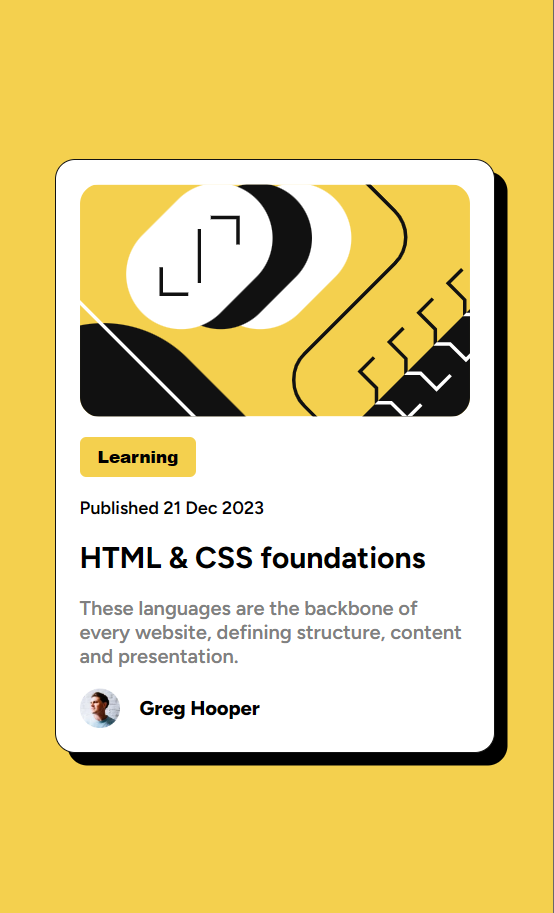 Learning
Published 21 Dec 2023
HTML & CSS foundations
These languages are the backbone of
every website, defining structure, content
and presentation.
Greg Hooper